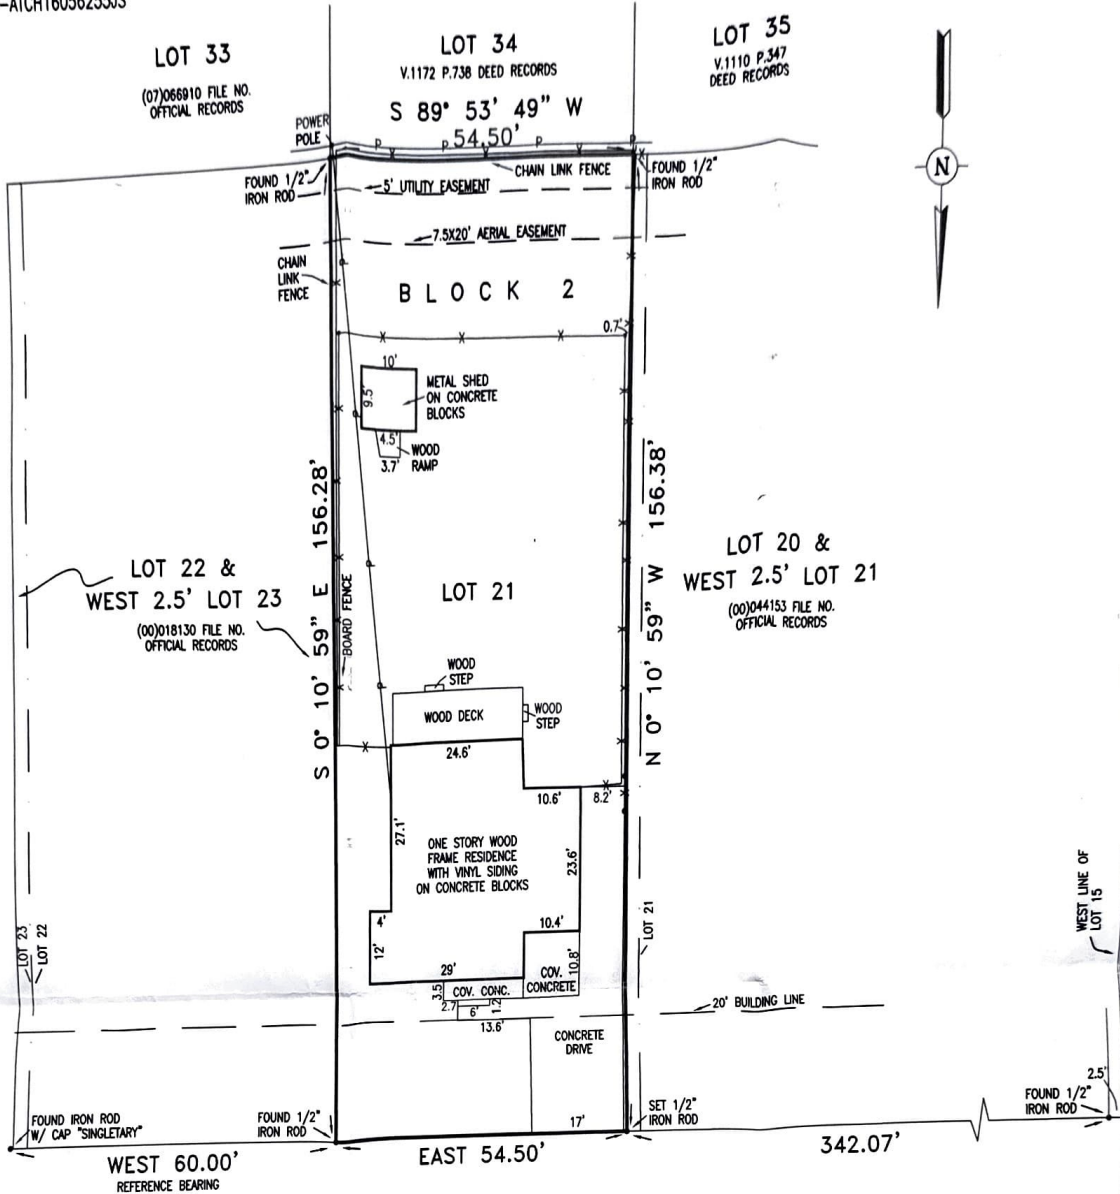 LOT 33
(07)066910 FILE NO.
OFFICIAL RECORDS
LOT 34
V.1172 P.738 DEED RECORDS
LOT 35
V.1110 P.347
DEED RECORDS
S 89° 53' 49" W
54.50'
POWER
POLE
P
P
P
P
CHAIN LINK FENCE
FOUND 1/2"
IRON ROD
FOUND 1/2"
IRON ROD
N
5' UTILITY EASEMENT
7.5X20' AERIAL EASEMENT
CHAIN
LINK
FENCE
BLOCK 2
0.7'
10'
9.5'
METAL SHED
ON CONCRETE
BLOCKS
4.5'
3.7'
WOOD
RAMP
S 0° 10' 59" E 156.28'
N 0° 10' 59" W 156.38'
BOARD FENCE
P
P
P
P
LOT 22 &
WEST 2.5' LOT 23
(00)018130 FILE NO.
OFFICIAL RECORDS
LOT 21
LOT 20 &
WEST 2.5' LOT 21
(00)044153 FILE NO.
OFFICIAL RECORDS
WOOD
STEP
WOOD DECK
WOOD
STEP
24.6'
10.6'
8.2'
27.1'
ONE STORY WOOD
FRAME RESIDENCE
WITH VINYL SIDING
ON CONCRETE BLOCKS
23.6'
4'
12'
10.4'
29'
COV.
CONCRETE
10.8'
3.5
COV. CONC.
2.7
6'
1.2
13.6'
LOT 23
LOT 22
LOT 21
WEST LINE OF
LOT 15
20' BUILDING LINE
CONCRETE
DRIVE
17'
FOUND IRON ROD
W/ CAP "SINGLETARY"
FOUND 1/2"
IRON ROD
SET 1/2"
IRON ROD
FOUND 1/2"
IRON ROD
2.5'
WEST 60.00'
REFERENCE BEARING
EAST 54.50'
342.07'